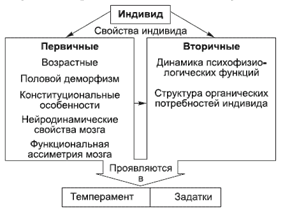 Индивид
Свойства индивида
Первичные
Возрастные
Половой деморфизм
Конституциональные
особенности
Нейродинамические
свойства мозга
Функциональная
ассиметрия мозга
Вторичные
Динамика психофизио-
логических функций
Структура органических
потребностей индивида
Проявляются
в
Темперамент
Задатки